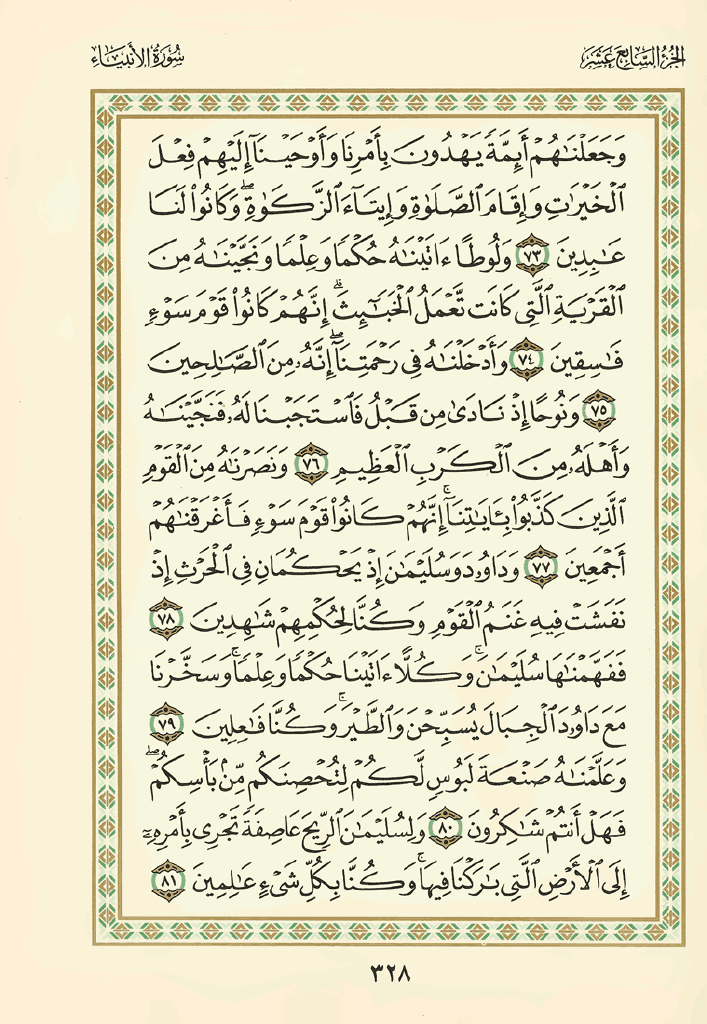 الجزء السابع عشر
سورة الأنبياء
وَجَعَلْنَٰهُمْ أَئِمَّةً يَهْدُونَ بِأَمْرِنَا وَأَوْحَيْنَآ إِلَيْهِمْ فِعْلَ
ٱلْخَيْرَٰتِ وَإِقَامَ ٱلصَّلَوٰةِ وَإِيتَآءَ ٱلزَّكَوٰةِۖ وَكَانُوا۟ لَنَا
عَٰبِدِينَ ٧٣ وَلُوطًا ءَاتَيْنَٰهُ حُكْمًا وَعِلْمًا وَنَجَّيْنَٰهُ مِنَ
ٱلْقَرْيَةِ ٱلَّتِى كَانَت تَّعْمَلُ ٱلْخَبَٰٓئِثَۗ إِنَّهُمْ كَانُوا۟ قَوْمَ سَوْءٍ
فَٰسِقِينَ ٧٤ وَأَدْخَلْنَٰهُ فِى رَحْمَتِنَآۖ إِنَّهُۥ مِنَ ٱلصَّٰلِحِينَ
٧٥ وَنُوحًا إِذْ نَادَىٰ مِن قَبْلُ فَٱسْتَجَبْنَا لَهُۥ فَنَجَّيْنَٰهُ
وَأَهْلَهُۥ مِنَ ٱلْكَرْبِ ٱلْعَظِيمِ ٧٦ وَنَصَرْنَٰهُ مِنَ ٱلْقَوْمِ
ٱلَّذِينَ كَذَّبُوا۟ بِـَٔايَٰتِنَآۚ إِنَّهُمْ كَانُوا۟ قَوْمَ سَوْءٍ فَأَغْرَقْنَٰهُمْ
أَجْمَعِينَ ٧٧ وَدَاوُۥدَ وَسُلَيْمَٰنَ إِذْ يَحْكُمَانِ فِى ٱلْحَرْثِ إِذْ
نَفَشَتْ فِيهِ غَنَمُ ٱلْقَوْمِ وَكُنَّا لِحُكْمِهِمْ شَٰهِدِينَ ٧٨
فَفَهَّمْنَٰهَا سُلَيْمَٰنَۚ وَكُلًّا ءَاتَيْنَا حُكْمًا وَعِلْمًاۚ وَسَخَّرْنَا
مَعَ دَاوُۥدَ ٱلْجِبَالَ يُسَبِّحْنَ وَٱلطَّيْرَۚ وَكُنَّا فَٰعِلِينَ ٧٩
وَعَلَّمْنَٰهُ صَنْعَةَ لَبُوسٍ لَّكُمْ لِتُحْصِنَكُم مِّنۢ بَأْسِكُمْۖ
فَهَلْ أَنتُمْ شَٰكِرُونَ ٨٠ وَلِسُلَيْمَٰنَ ٱلرِّيحَ عَاصِفَةً تَجْرِى بِأَمْرِهِۦٓ
إِلَى ٱلْأَرْضِ ٱلَّتِى بَٰرَكْنَا فِيهَاۚ وَكُنَّا بِكُلِّ شَىْءٍ عَٰلِمِينَ ٨١
٣٢٨